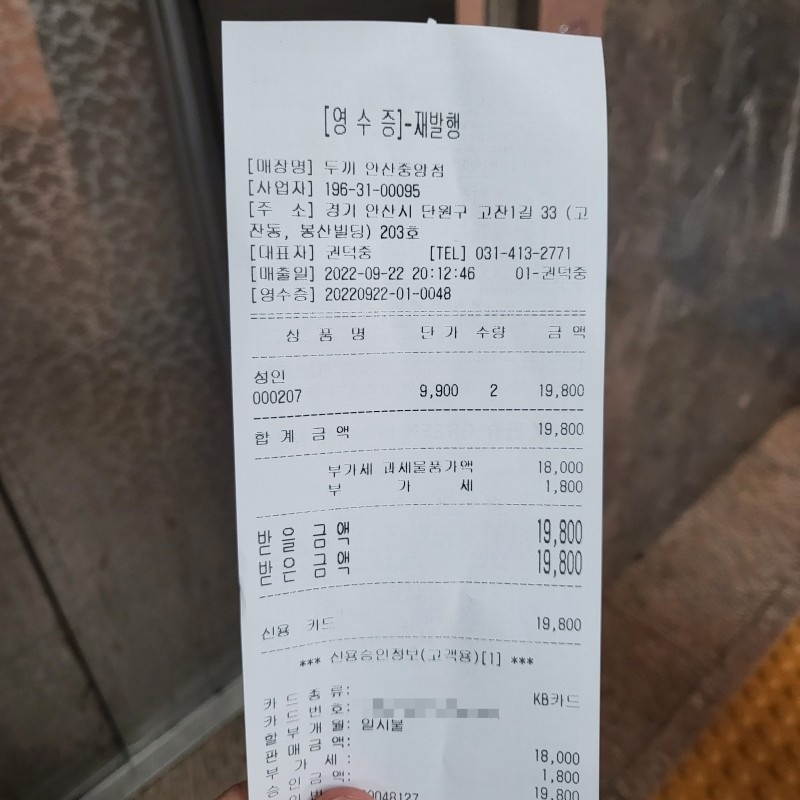 [영 수 증]-재발행
[매장명] 두끼 안산중앙점
[사업자] 196-31-00095
[주 소] 경기 안산시 단원구 고잔1길 33 (고
잔동, 봉산빌딩) 203호
[대표자] 권덕중 [TEL] 031-413-2771
[매출일] 2022-09-22 20:12:46 01-권덕중
[영수증] 20220922-01-0048
상 품 명 단 가 수량 금 액
성인
000207 9,900 2 19,800
합 계 금 액 19,800
부가세 과세물품가액 18,000
부 가 세 1,800
받 을 금 액 19,800
받 은 금 액 19,800
신용 카드 19,800
*** 신용승인정보(고객용)[1] ***
카 드 종 류: KB카드
카 드 번 호:
할 부 개 월: 일시불
판 매 금 액: 18,000
부 가 세 : 1,800
승 인 금 액: 19,800
0048127